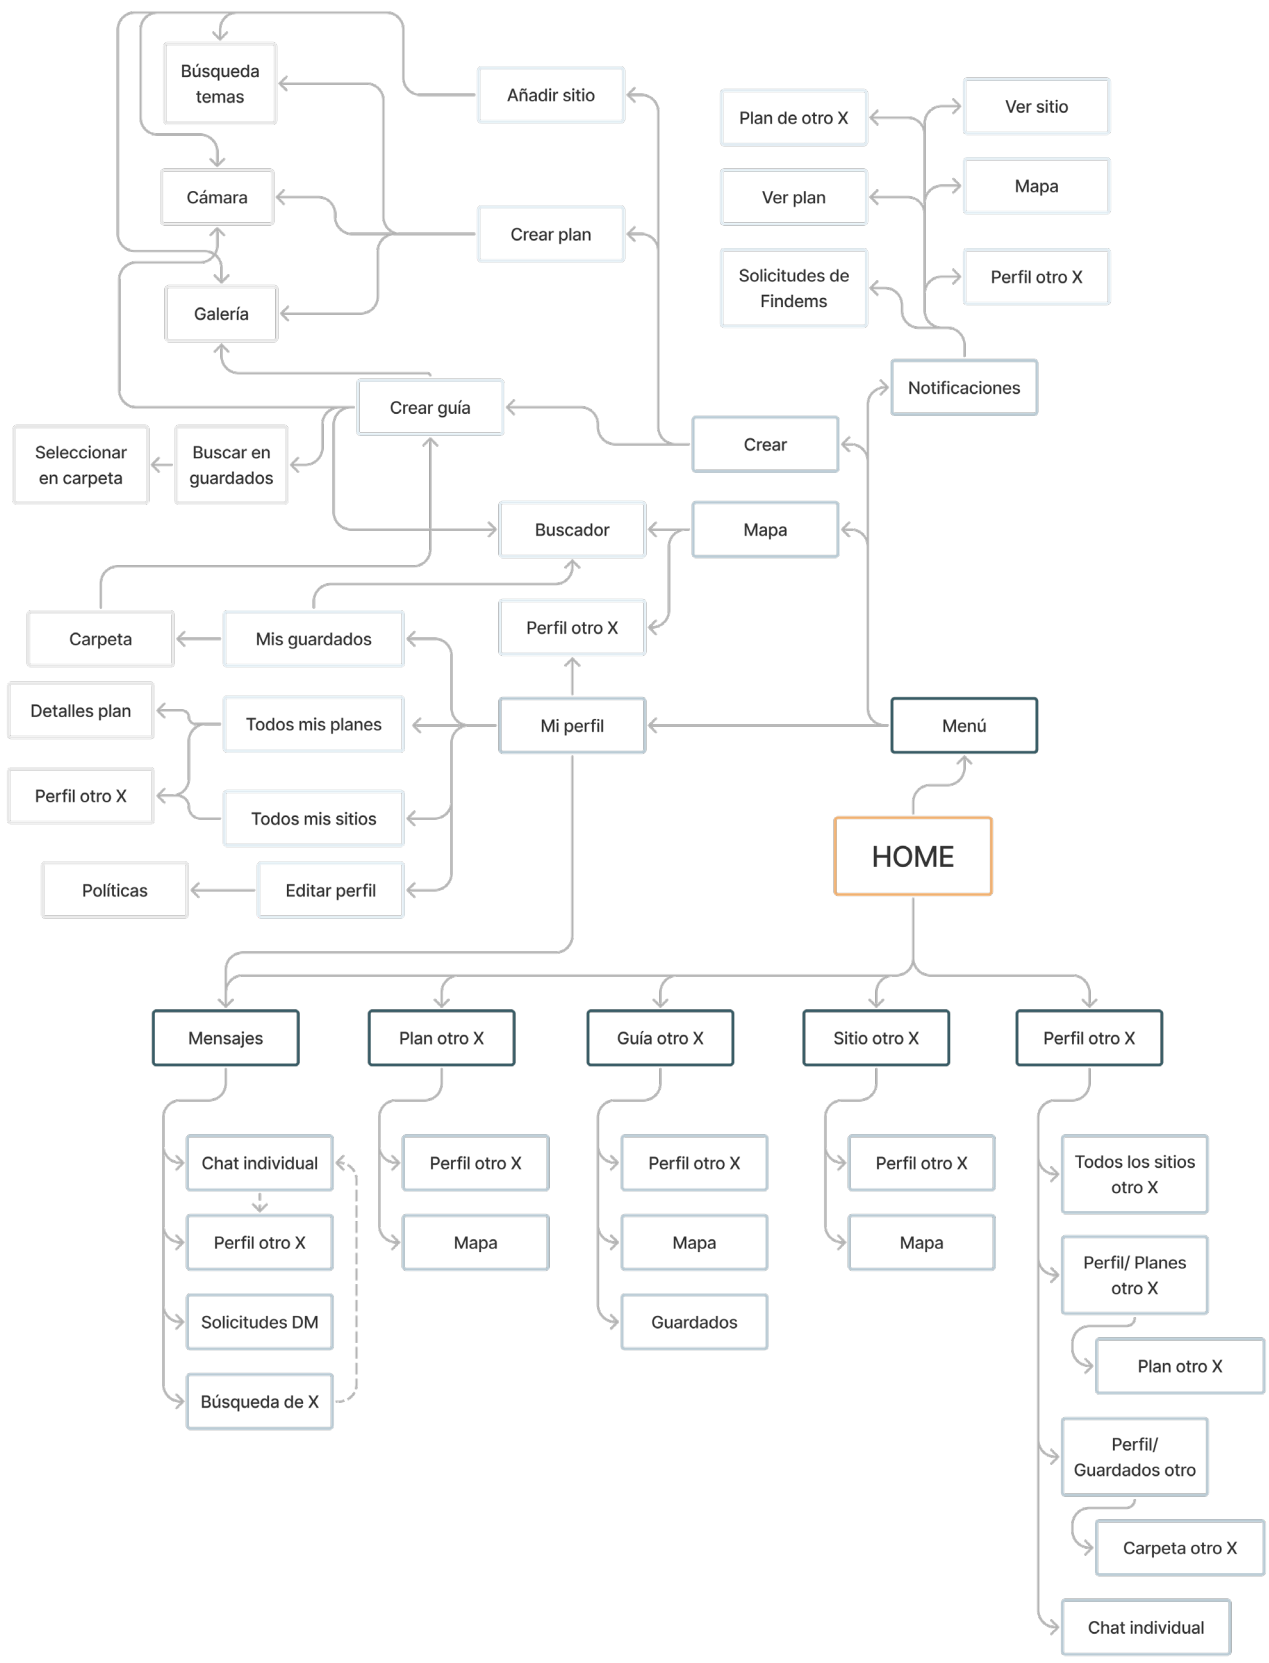 Búsqueda
temas
Añadir sitio
Plan de otro X
Ver sitio
Cámara
Ver plan
Mapa
Crear plan
Solicitudes de
Findems
Perfil otro X
Galería
Crear guía
Notificaciones
Seleccionar
en carpeta
Buscar en
guardados
Crear
Buscador
Mapa
Carpeta
Mis guardados
Perfil otro X
Detalles plan
Todos mis planes
Mi perfil
Menú
Perfil otro X
Todos mis sitios
HOME
Políticas
Editar perfil
Mensajes
Plan otro X
Guía otro X
Sitio otro X
Perfil otro X
Chat individual
Perfil otro X
Solicitudes DM
Búsqueda de X
Perfil otro X
Mapa
Perfil otro X
Mapa
Guardados
Perfil otro X
Mapa
Todos los sitios
otro X
Perfil/ Planes
otro X
Plan otro X
Perfil/
Guardados otro
Carpeta otro X
Chat individual